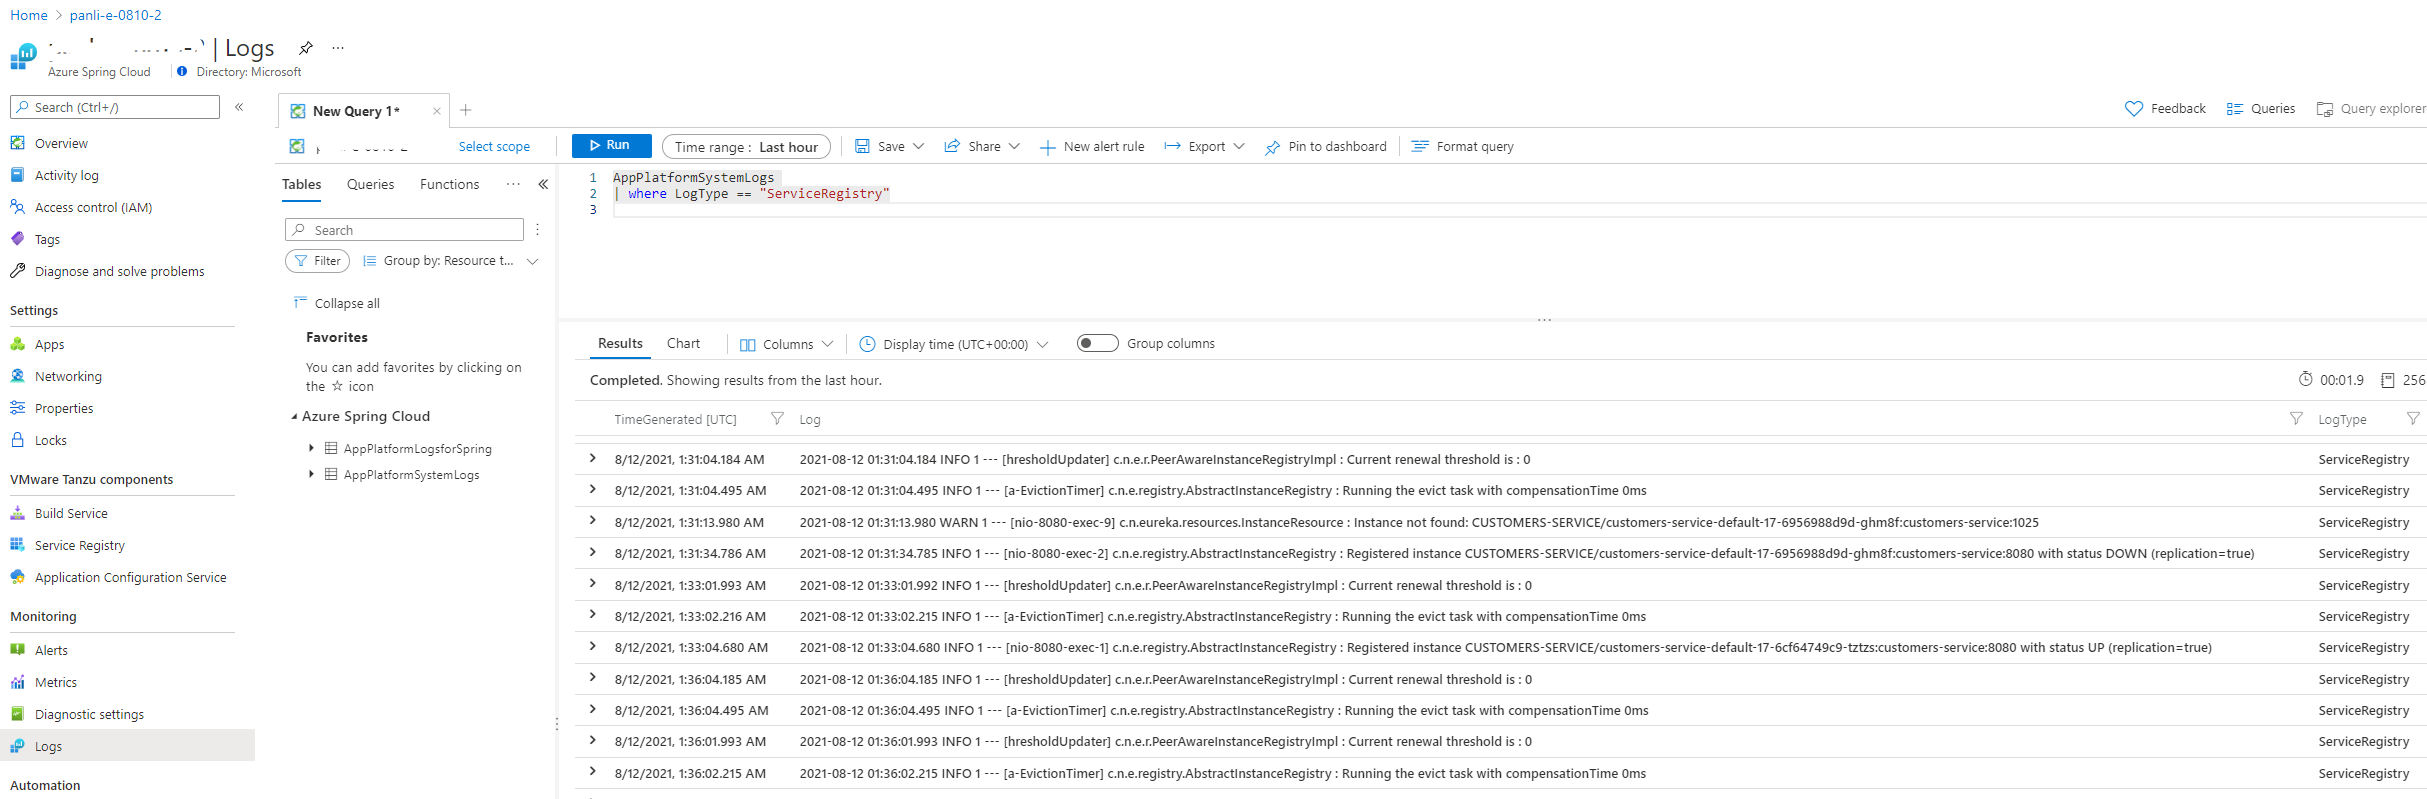 Home > panli-e-0810-2
| Logs ...
Azure Spring Cloud Directory: Microsoft
Search (Ctrl+/) «
New Query 1* × +
Feedback Queries Query explorer
Select scope Run Time range : Last hour Save Share New alert rule Export Pin to dashboard Format query
Overview
Activity log
Access control (IAM)
Tags
Diagnose and solve problems
Settings
Apps
Networking
Properties
Locks
VMware Tanzu components
Build Service
Service Registry
Application Configuration Service
Monitoring
Alerts
Metrics
Diagnostic settings
Logs
Automation
Tables Queries Functions ... «
Search
Filter Group by: Resource t...
Collapse all
Favorites
You can add favorites by clicking on
the ☆ icon
Azure Spring Cloud
AppPlatformLogsforSpring
AppPlatformSystemLogs
1 AppPlatformSystemLogs
2 | where LogType == "ServiceRegistry"
3
Results Chart Columns Display time (UTC+00:00) Group columns
Completed. Showing results from the last hour. 00:01.9 256
TimeGenerated [UTC] Log LogType
8/12/2021, 1:31:04.184 AM 2021-08-12 01:31:04.184 INFO 1 --- [hresholdUpdater] c.n.e.r.PeerAwareInstanceRegistryImpl : Current renewal threshold is : 0 ServiceRegistry
8/12/2021, 1:31:04.495 AM 2021-08-12 01:31:04.495 INFO 1 --- [a-EvictionTimer] c.n.e.registry.AbstractInstanceRegistry : Running the evict task with compensationTime 0ms ServiceRegistry
8/12/2021, 1:31:13.980 AM 2021-08-12 01:31:13.980 WARN 1 --- [nio-8080-exec-9] c.n.eureka.resources.InstanceResource : Instance not found: CUSTOMERS-SERVICE/customers-service-default-17-6956988d9d-ghm8f:customers-service:1025 ServiceRegistry
8/12/2021, 1:31:34.786 AM 2021-08-12 01:31:34.785 INFO 1 --- [nio-8080-exec-2] c.n.e.registry.AbstractInstanceRegistry : Registered instance CUSTOMERS-SERVICE/customers-service-default-17-6956988d9d-ghm8f:customers-service:8080 with status DOWN (replication=true) ServiceRegistry
8/12/2021, 1:33:01.993 AM 2021-08-12 01:33:01.992 INFO 1 --- [hresholdUpdater] c.n.e.r.PeerAwareInstanceRegistryImpl : Current renewal threshold is : 0 ServiceRegistry
8/12/2021, 1:33:02.216 AM 2021-08-12 01:33:02.215 INFO 1 --- [a-EvictionTimer] c.n.e.registry.AbstractInstanceRegistry : Running the evict task with compensationTime 0ms ServiceRegistry
8/12/2021, 1:33:04.680 AM 2021-08-12 01:33:04.680 INFO 1 --- [nio-8080-exec-1] c.n.e.registry.AbstractInstanceRegistry : Registered instance CUSTOMERS-SERVICE/customers-service-default-17-6cf64749c9-tztzs:customers-service:8080 with status UP (replication=true) ServiceRegistry
8/12/2021, 1:36:04.185 AM 2021-08-12 01:36:04.185 INFO 1 --- [hresholdUpdater] c.n.e.r.PeerAwareInstanceRegistryImpl : Current renewal threshold is : 0 ServiceRegistry
8/12/2021, 1:36:04.495 AM 2021-08-12 01:36:04.495 INFO 1 --- [a-EvictionTimer] c.n.e.registry.AbstractInstanceRegistry : Running the evict task with compensationTime 0ms ServiceRegistry
8/12/2021, 1:36:01.993 AM 2021-08-12 01:36:01.993 INFO 1 --- [hresholdUpdater] c.n.e.r.PeerAwareInstanceRegistryImpl : Current renewal threshold is : 0 ServiceRegistry
8/12/2021, 1:36:02.215 AM 2021-08-12 01:36:02.215 INFO 1 --- [a-EvictionTimer] c.n.e.registry.AbstractInstanceRegistry : Running the evict task with compensationTime 0ms ServiceRegistry